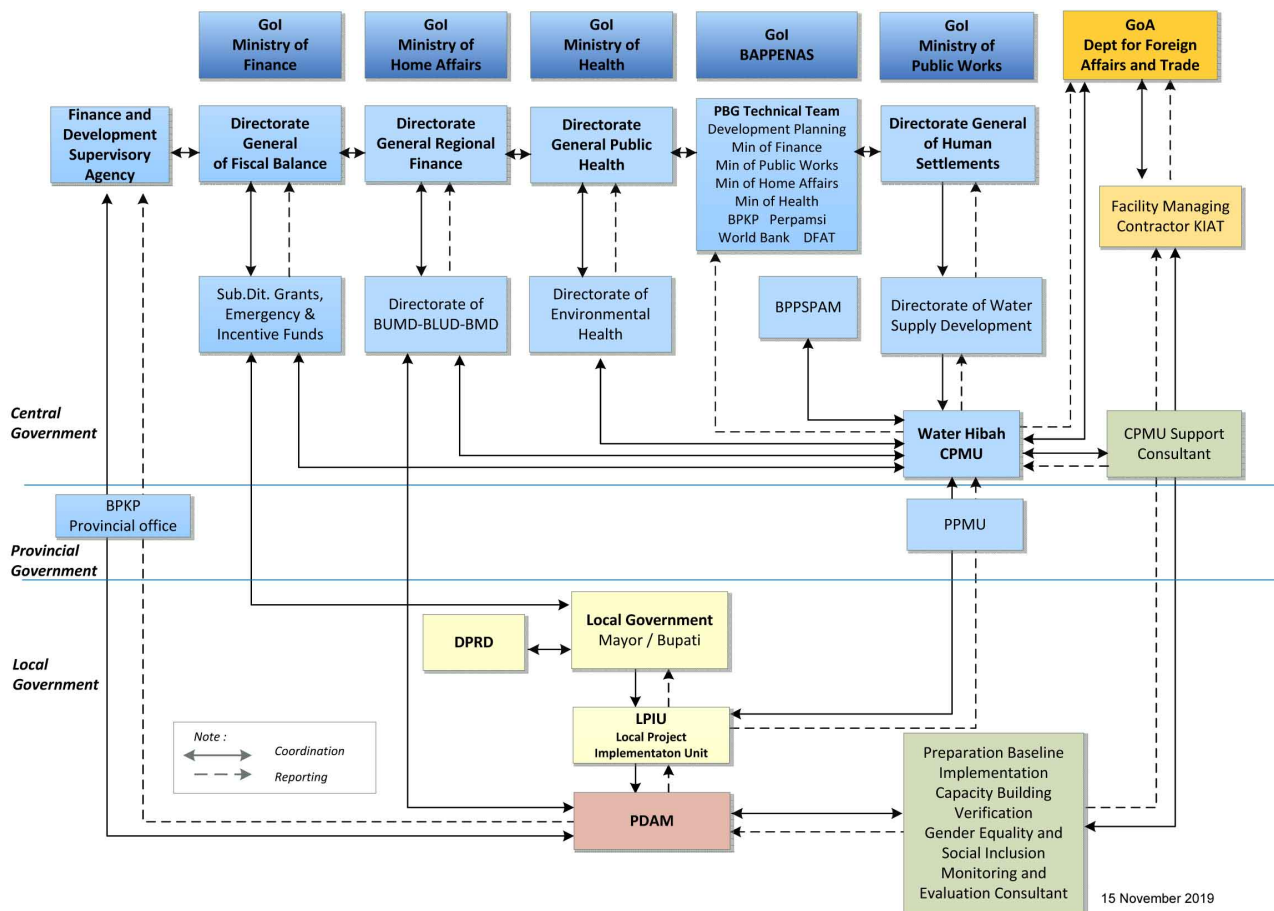 GoI
Ministry of
Finance
GoI
Ministry of
Home Affairs
GoI
Ministry of
Health
GoI
BAPPENAS
GoI
Ministry of
Public Works
GoA
Dept for Foreign
Affairs and Trade
Finance and
Development
Supervisory
Agency
Directorate
General
of Fiscal Balance
Directorate
General Regional
Finance
Directorate
General Public
Health
PBG Technical Team
Development Planning
Min of Finance
Min of Public Works
Min of Home Affairs
Min of Health
BPKP Perpamsi
World Bank DFAT
Directorate General
of Human
Settlements
Facility Managing
Contractor KIAT
Sub.Dit. Grants,
Emergency &
Incentive Funds
Directorate of
BUMD-BLUD-BMD
Directorate of
Environmental
Health
BPPSPAM
Directorate of Water
Supply Development
Central
Government
Water Hibah
CPMU
CPMU Support
Consultant
BPKP
Provincial office
PPMU
Provincial
Government
Local Government
Mayor / Bupati
DPRD
Local
Government
LPIU
Local Project
Implementaton Unit
Note :
Coordination
Reporting
PDAM
Preparation Baseline
Implementation
Capacity Building
Verification
Gender Equality and
Social Inclusion
Monitoring and
Evaluation Consultant
15 November 2019